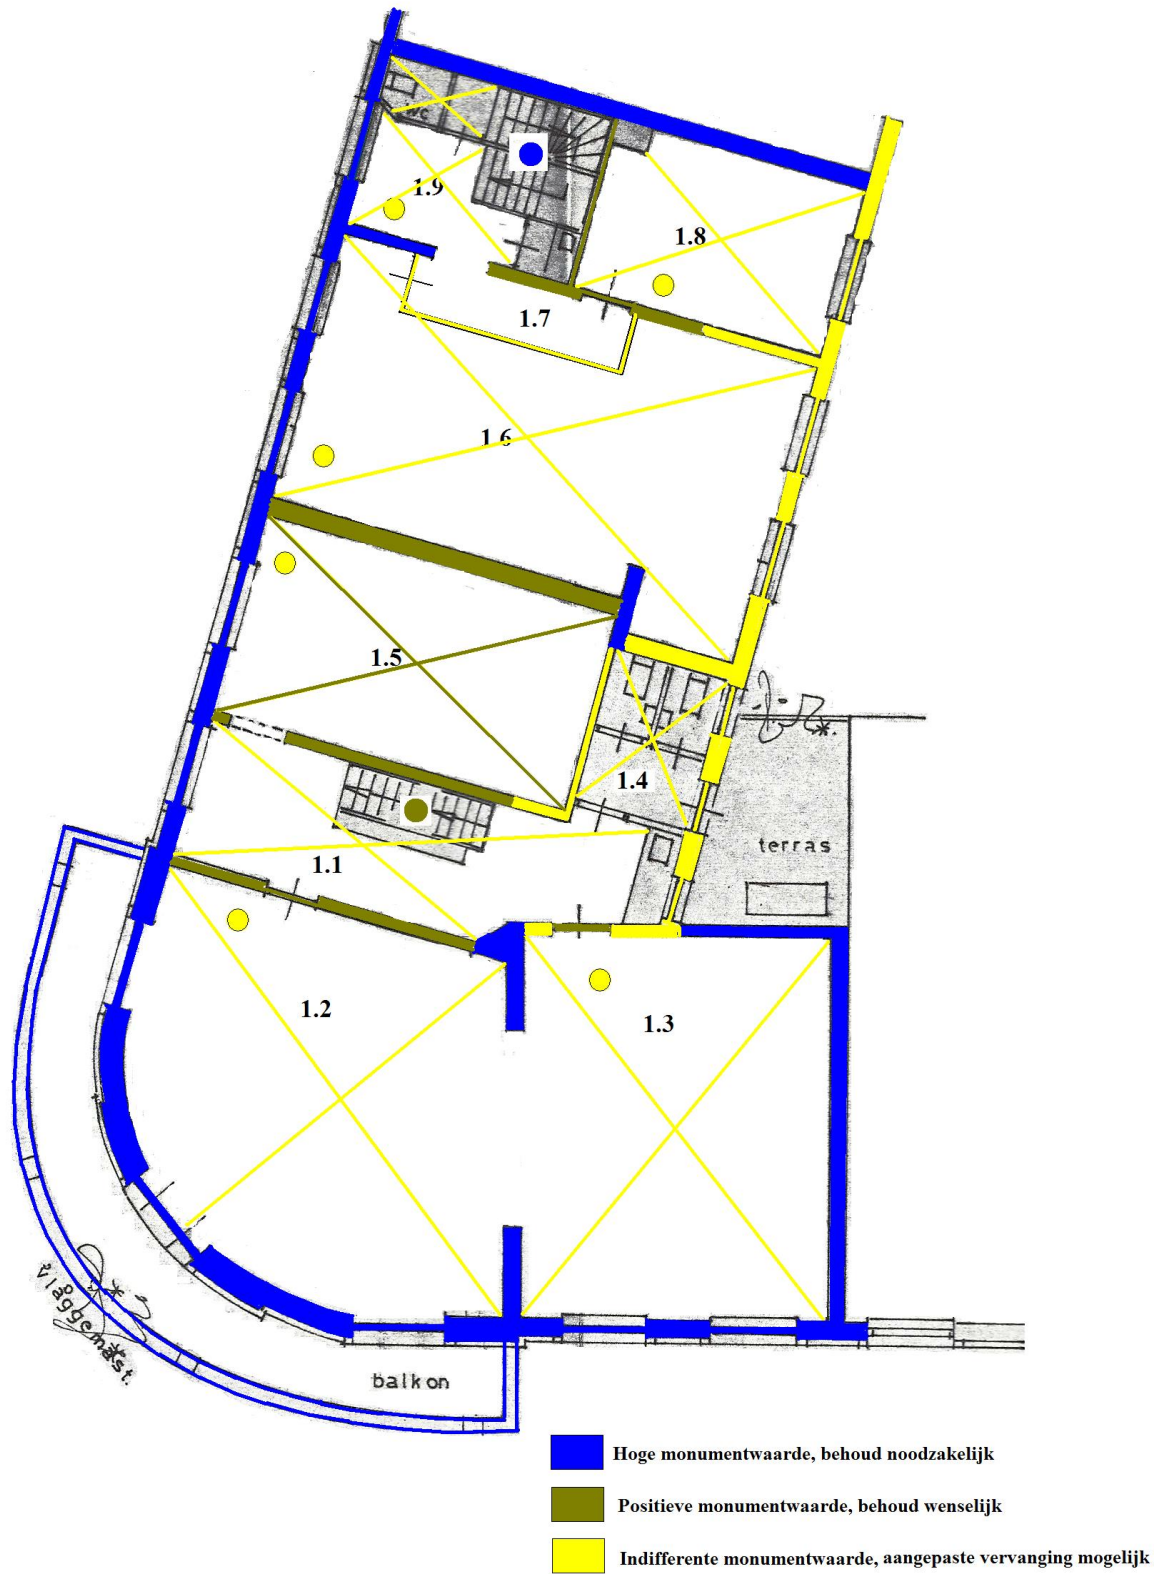 wc
1.9
1.8
1.7
1.6
1.5
1.4
terras
1.1
1.2
1.3
vlaggemast.
balkon
Hoge monumentwaarde, behoud noodzakelijk
Positieve monumentwaarde, behoud wenselijk
Indifferente monumentwaarde, aangepaste vervanging mogelijk